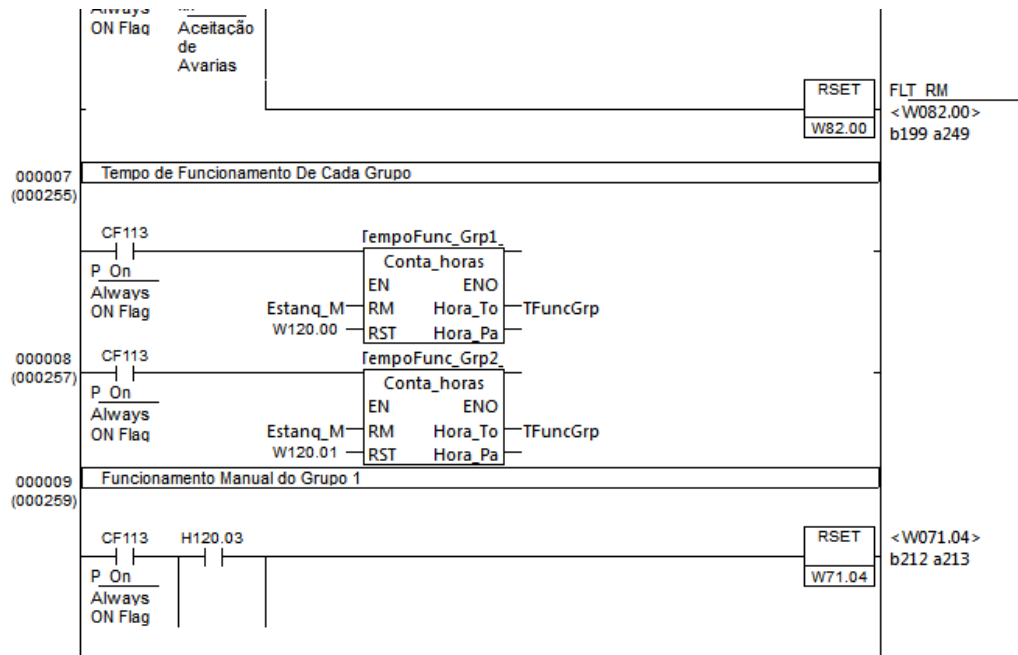 ON Flag Aceitação
de
Avarias
RSET FLT_RM
W82.00 <W082.00>
b199 a249
000007 Tempo de Funcionamento De Cada Grupo
(000255)
CF113 TempoFunc_Grp1_
Conta_horas
P_On EN ENO
Always
ON Flag Estanq_M RM Hora_To TFuncGrp
W120.00 RST Hora_Pa
000008 CF113 TempoFunc_Grp2_
(000257) Conta_horas
P_On EN ENO
Always
ON Flag Estanq_M RM Hora_To TFuncGrp
W120.01 RST Hora_Pa
000009 Funcionamento Manual do Grupo 1
(000259)
CF113 H120.03 RSET <W071.04>
b212 a213
P_On W71.04
Always
ON Flag